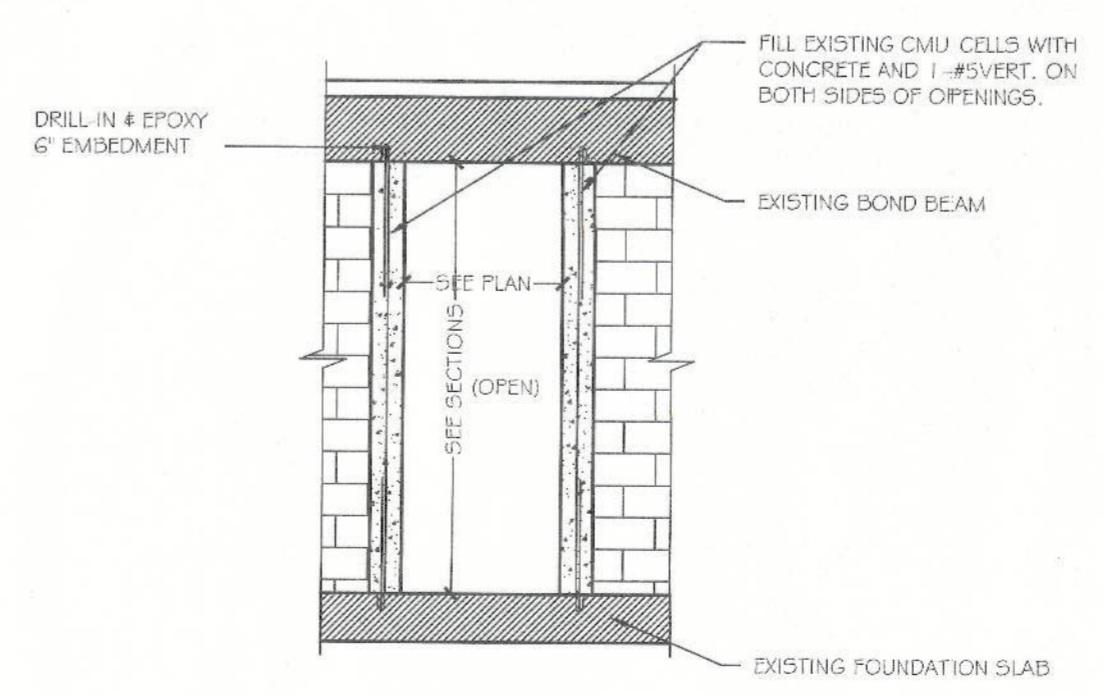 FILL EXISTING CMU CELLS WITH
CONCRETE AND 1-#5VERT. ON
BOTH SIDES OF OPENINGS.
DRILL-IN & EPOXY
6" EMBEDMENT
EXISTING BOND BEAM
SEE PLAN
SEE SECTIONS
(OPEN)
EXISTING FOUNDATION SLAB